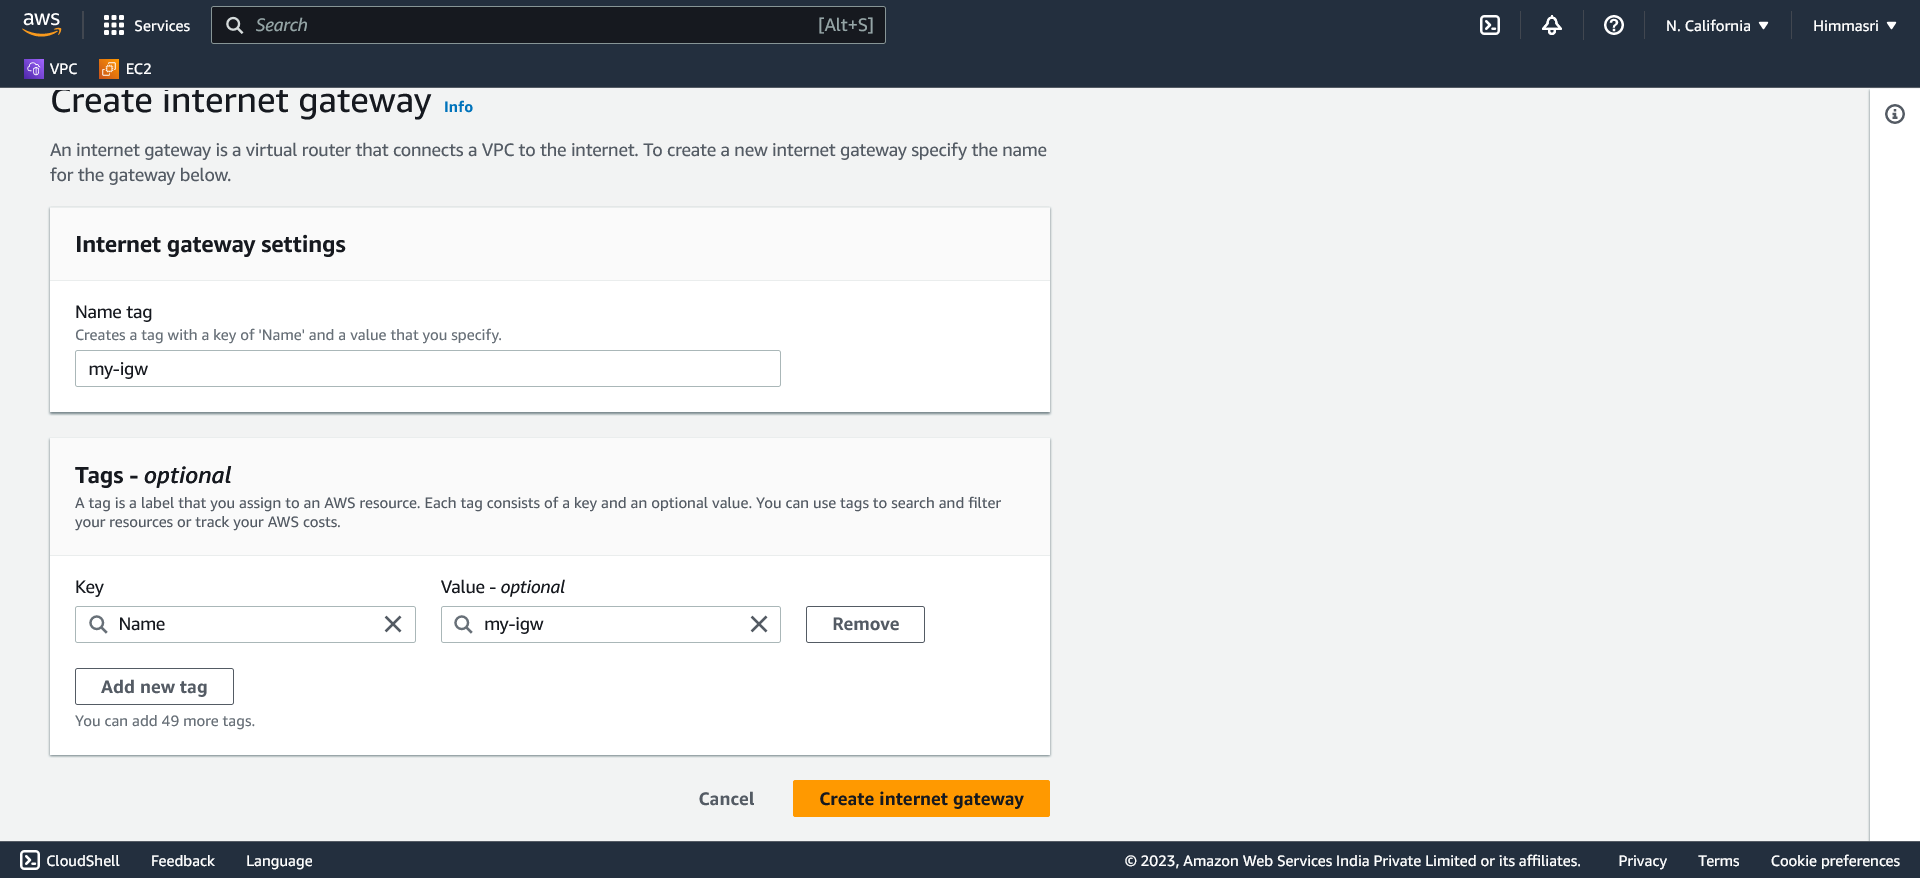 aws
Services
Search
[Alt+S]
N. California
Himmasri
VPC
EC2
Create internet gateway Info
An internet gateway is a virtual router that connects a VPC to the internet. To create a new internet gateway specify the name
for the gateway below.
Internet gateway settings
Name tag
Creates a tag with a key of 'Name' and a value that you specify.
my-igw
Tags - optional
A tag is a label that you assign to an AWS resource. Each tag consists of a key and an optional value. You can use tags to search and filter
your resources or track your AWS costs.
Key
Value - optional
Name
my-igw
Remove
Add new tag
You can add 49 more tags.
Cancel
Create internet gateway
CloudShell
Feedback
Language
© 2023, Amazon Web Services India Private Limited or its affiliates.
Privacy
Terms
Cookie preferences